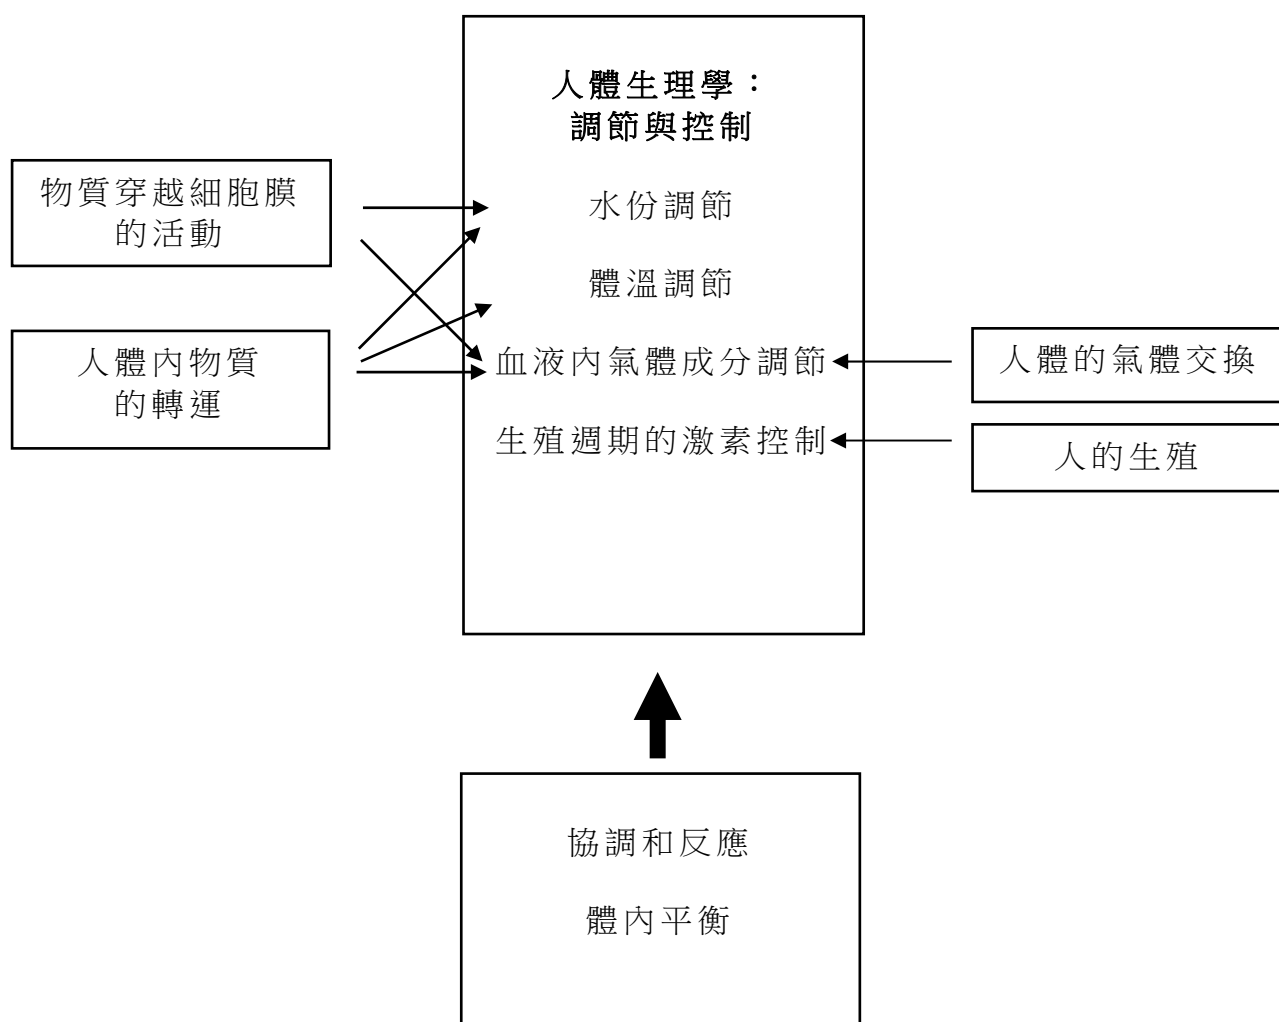 人體生理學：
調節與控制
物質穿越細胞膜
的活動
水份調節
體溫調節
人體內物質
的轉運
血液內氣體成分調節
人體的氣體交換
生殖週期的激素控制
人的生殖
協調和反應
體內平衡